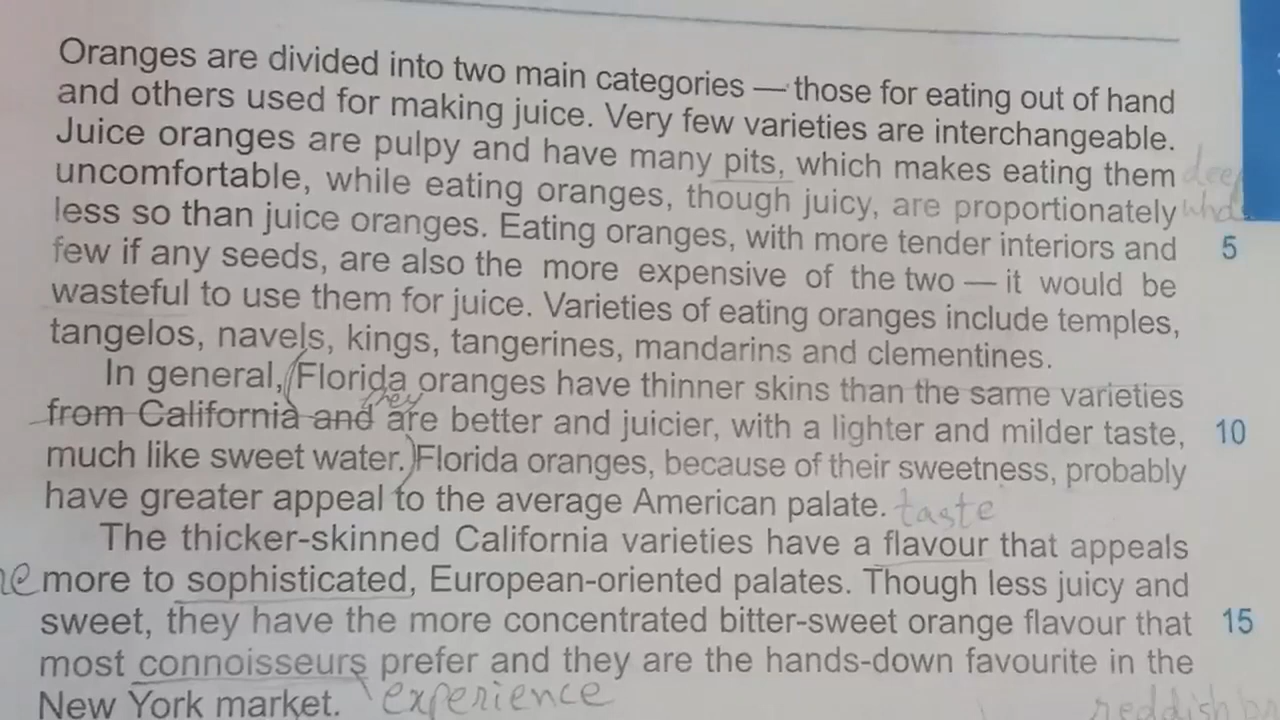 Oranges are divided into two main categories — those for eating out of hand
and others used for making juice. Very few varieties are interchangeable.
Juice oranges are pulpy and have many pits, which makes eating them
uncomfortable, while eating oranges, though juicy, are proportionately
less so than juice oranges. Eating oranges, with more tender interiors and 5
few if any seeds, are also the more expensive of the two — it would be
wasteful to use them for juice. Varieties of eating oranges include temples,
tangelos, navels, kings, tangerines, mandarins and clementines.
In general, (Florida oranges have thinner skins than the same varieties
they
from California and are better and juicier, with a lighter and milder taste, 10
much like sweet water.) Florida oranges, because of their sweetness, probably
have greater appeal to the average American palate. taste
The thicker-skinned California varieties have a flavour that appeals
more to sophisticated, European-oriented palates. Though less juicy and
sweet, they have the more concentrated bitter-sweet orange flavour that 15
most connoisseurs prefer and they are the hands-down favourite in the
New York market. experience
reddish